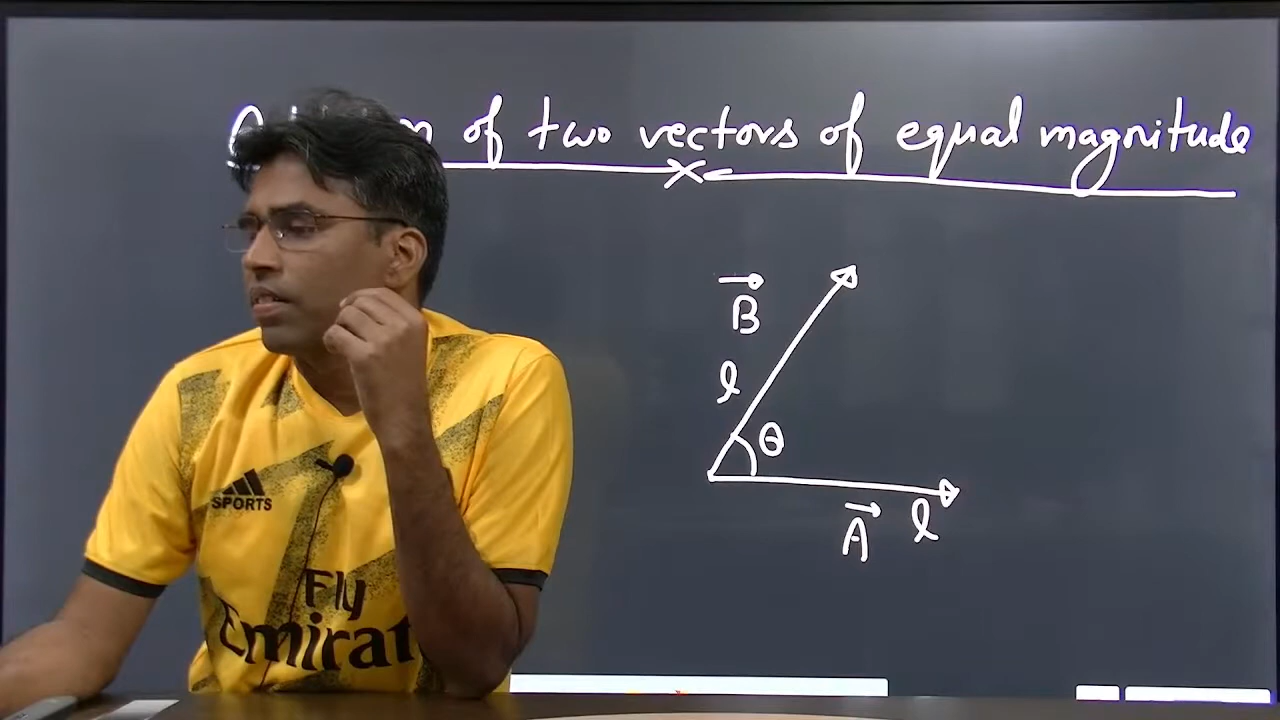 of two vectors of equal magnitude
B
l
θ
A l
SPORTS
Fly
Emirat